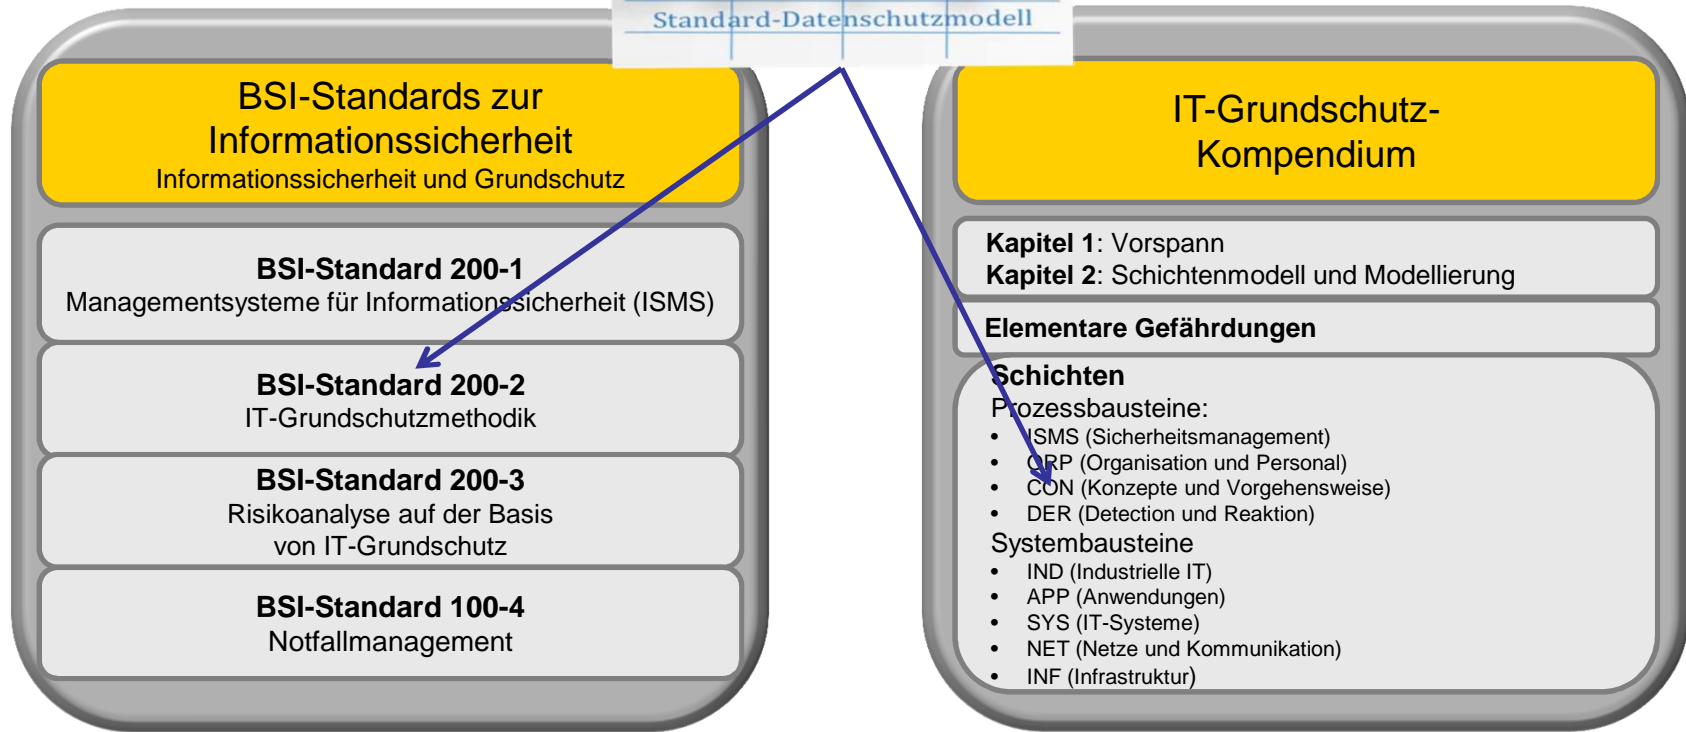 Standard-Datenschutzmodell
BSI-Standards zur
Informationssicherheit
Informationssicherheit und Grundschutz
BSI-Standard 200-1
Managementsysteme für Informationssicherheit (ISMS)
BSI-Standard 200-2
IT-Grundschutzmethodik
BSI-Standard 200-3
Risikoanalyse auf der Basis
von IT-Grundschutz
BSI-Standard 100-4
Notfallmanagement
IT-Grundschutz-
Kompendium
Kapitel 1: Vorspann
Kapitel 2: Schichtenmodell und Modellierung
Elementare Gefährdungen
Schichten
Prozessbausteine:
• ISMS (Sicherheitsmanagement)
• ORP (Organisation und Personal)
• CON (Konzepte und Vorgehensweise)
• DER (Detection und Reaktion)
Systembausteine
• IND (Industrielle IT)
• APP (Anwendungen)
• SYS (IT-Systeme)
• NET (Netze und Kommunikation)
• INF (Infrastruktur)